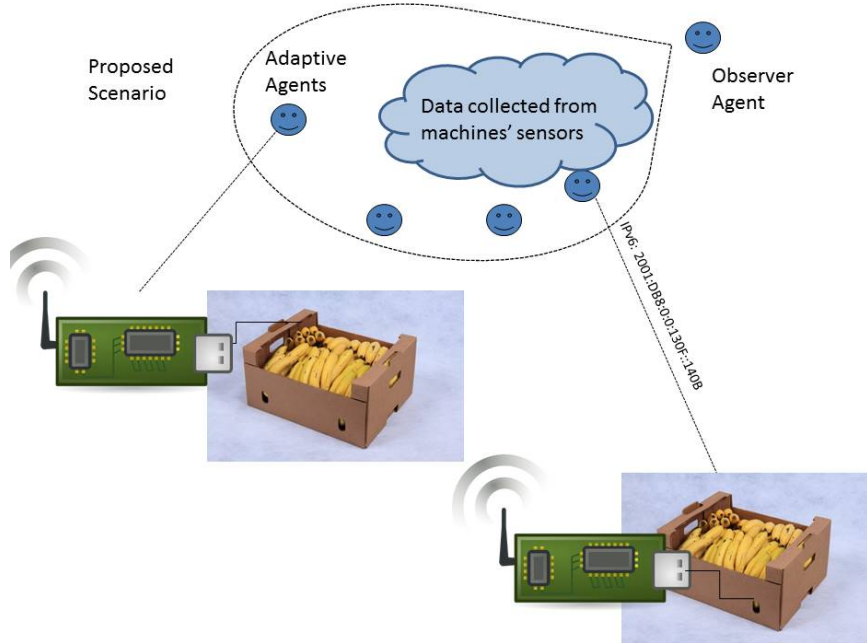 Proposed
Scenario
Adaptive
Agents
Data collected from
machines' sensors
Observer
Agent
IPv6: 2001:DB8:0:0:130F::140B